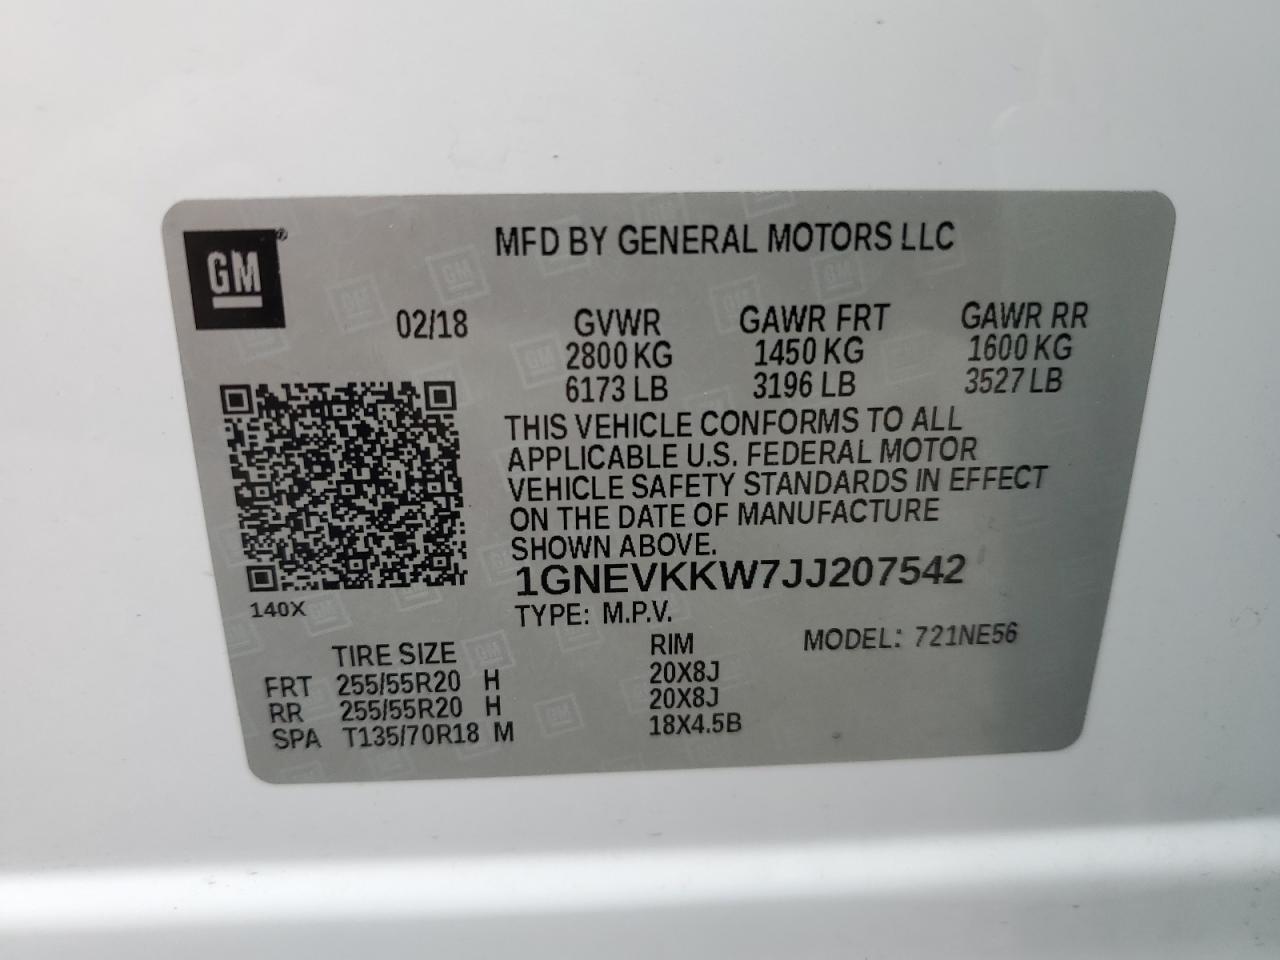 MFD BY GENERAL MOTORS LLC
GM®
02/18 GVWR GAWR FRT GAWR RR
2800 KG 1450 KG 1600 KG
6173 LB 3196 LB 3527 LB
THIS VEHICLE CONFORMS TO ALL
APPLICABLE U.S. FEDERAL MOTOR
VEHICLE SAFETY STANDARDS IN EFFECT
ON THE DATE OF MANUFACTURE
SHOWN ABOVE.
1GNEVKKW7JJ207542
140X
TYPE: M.P.V. MODEL: 721NE56
TIRE SIZE RIM
FRT 255/55R20 H 20X8J
RR 255/55R20 H 20X8J
SPA T135/70R18 M 18X4.5B